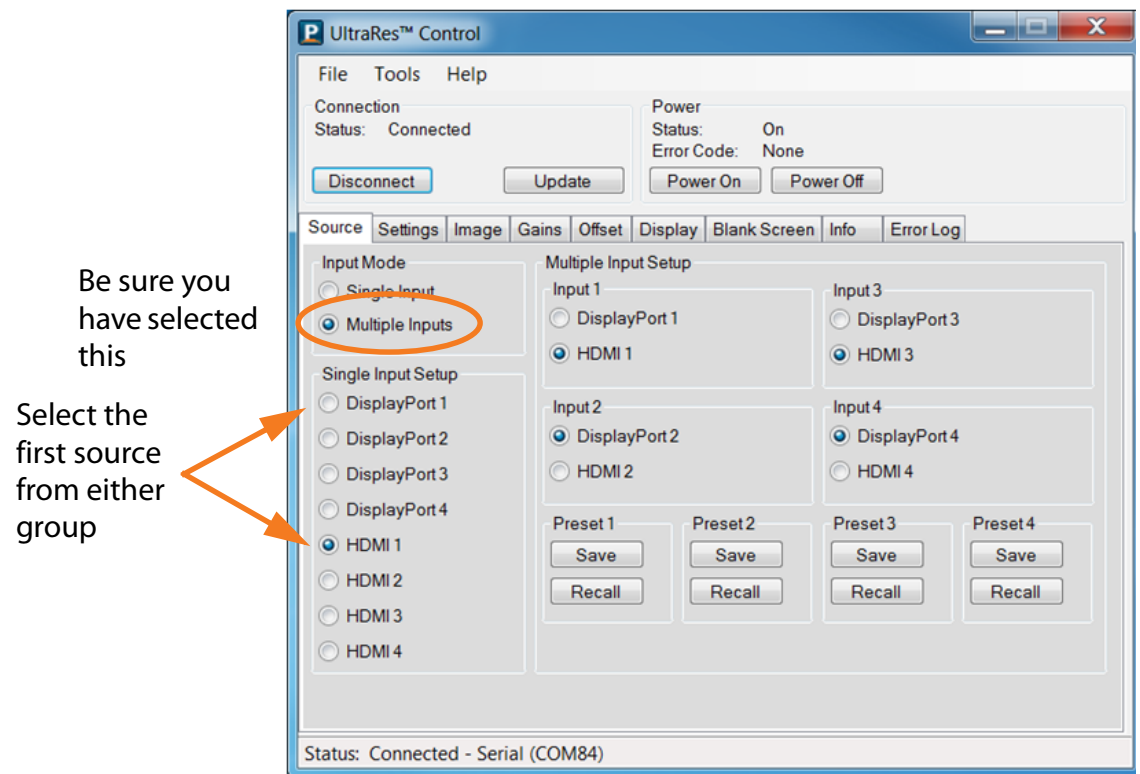 UltraRes™ Control
File Tools Help
Connection
Status: Connected
Disconnect Update
Power
Status: On
Error Code: None
Power On Power Off
Source Settings Image Gains Offset Display Blank Screen Info Error Log
Be sure you
have selected
this
Select the
first source
from either
group
Input Mode
Single Input
Multiple Inputs
Single Input Setup
DisplayPort 1
DisplayPort 2
DisplayPort 3
DisplayPort 4
HDMI 1
HDMI 2
HDMI 3
HDMI 4
Multiple Input Setup
Input 1
DisplayPort 1
HDMI 1
Input 3
DisplayPort 3
HDMI 3
Input 2
DisplayPort 2
HDMI 2
Input 4
DisplayPort 4
HDMI 4
Preset 1
Save
Recall
Preset 2
Save
Recall
Preset 3
Save
Recall
Preset 4
Save
Recall
Status: Connected - Serial (COM84)